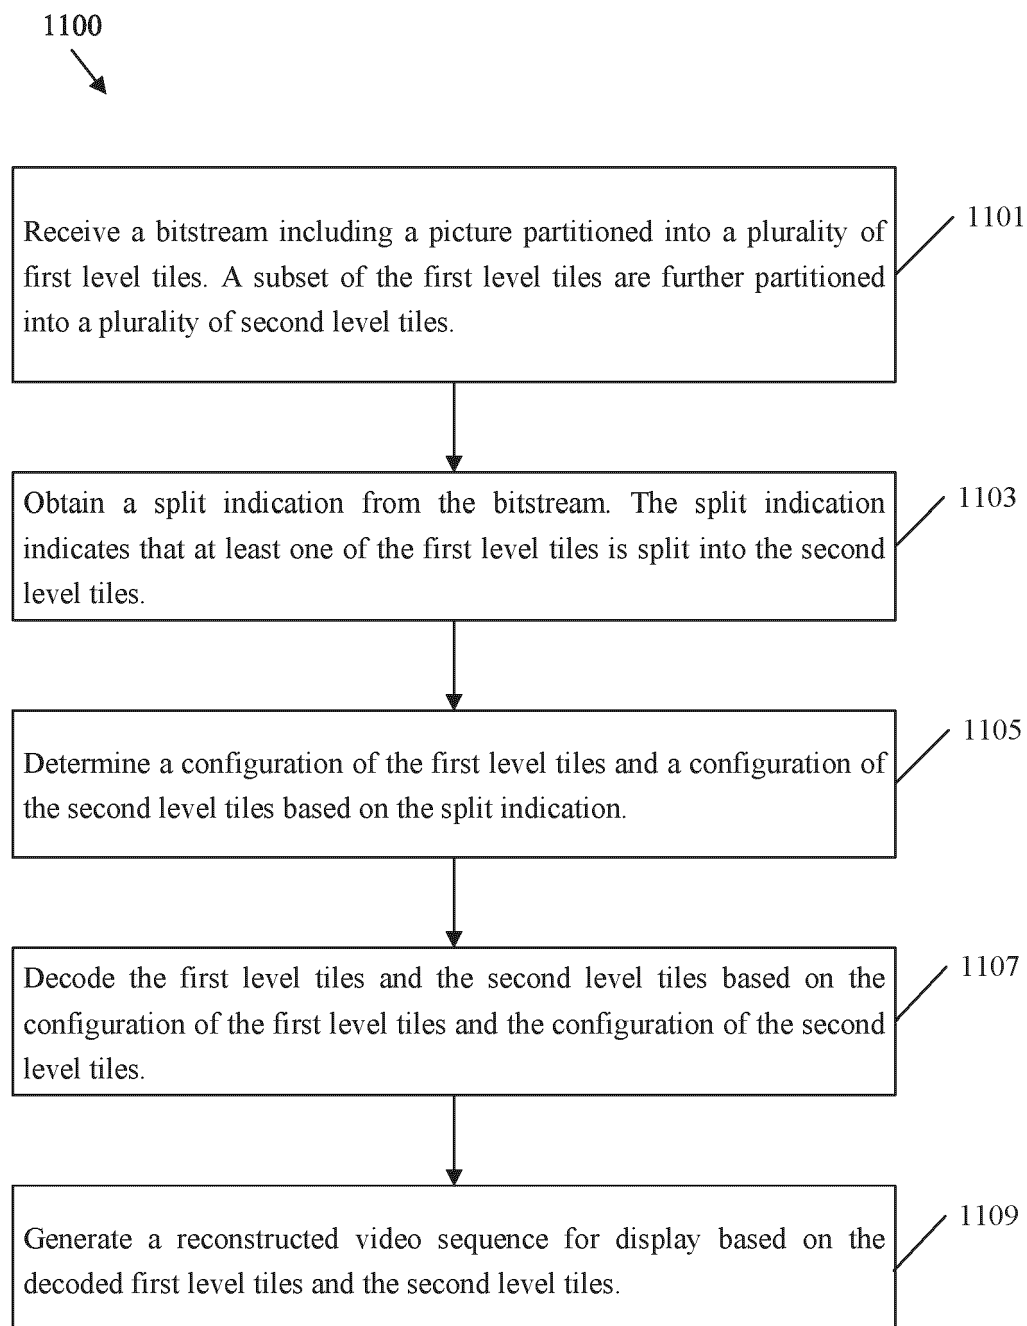 1100
Receive a bitstream including a picture partitioned into a plurality of
first level tiles. A subset of the first level tiles are further partitioned
into a plurality of second level tiles.
1101
Obtain a split indication from the bitstream. The split indication
indicates that at least one of the first level tiles is split into the second
level tiles.
1103
Determine a configuration of the first level tiles and a configuration of
the second level tiles based on the split indication.
1105
Decode the first level tiles and the second level tiles based on the
configuration of the first level tiles and the configuration of the second
level tiles.
1107
Generate a reconstructed video sequence for display based on the
decoded first level tiles and the second level tiles.
1109